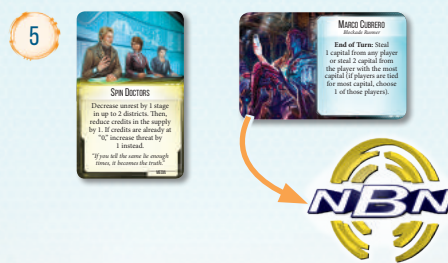 5
SPIN DOCTORS
Decrease unrest by 1 stage
in up to 2 districts. Then,
reduce credits in the supply
by 1. If credits are already at
"0," increase threat by
1 instead.
"If you tell the same lie enough
times, it becomes the truth."
MARCO CUBRERO
Blockade Runner
End of Turn: Steal
1 capital from any player
or steal 2 capital from
the player with the most
capital (if players are tied
for most capital, choose
1 of those players).
NBN